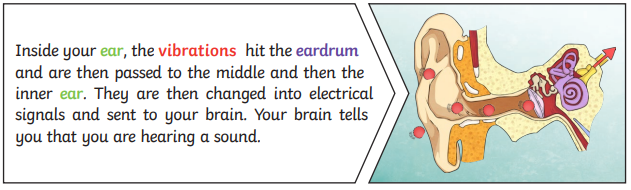 Inside your ear, the vibrations hit the eardrum
and are then passed to the middle and then the
inner ear. They are then changed into electrical
signals and sent to your brain. Your brain tells
you that you are hearing a sound.